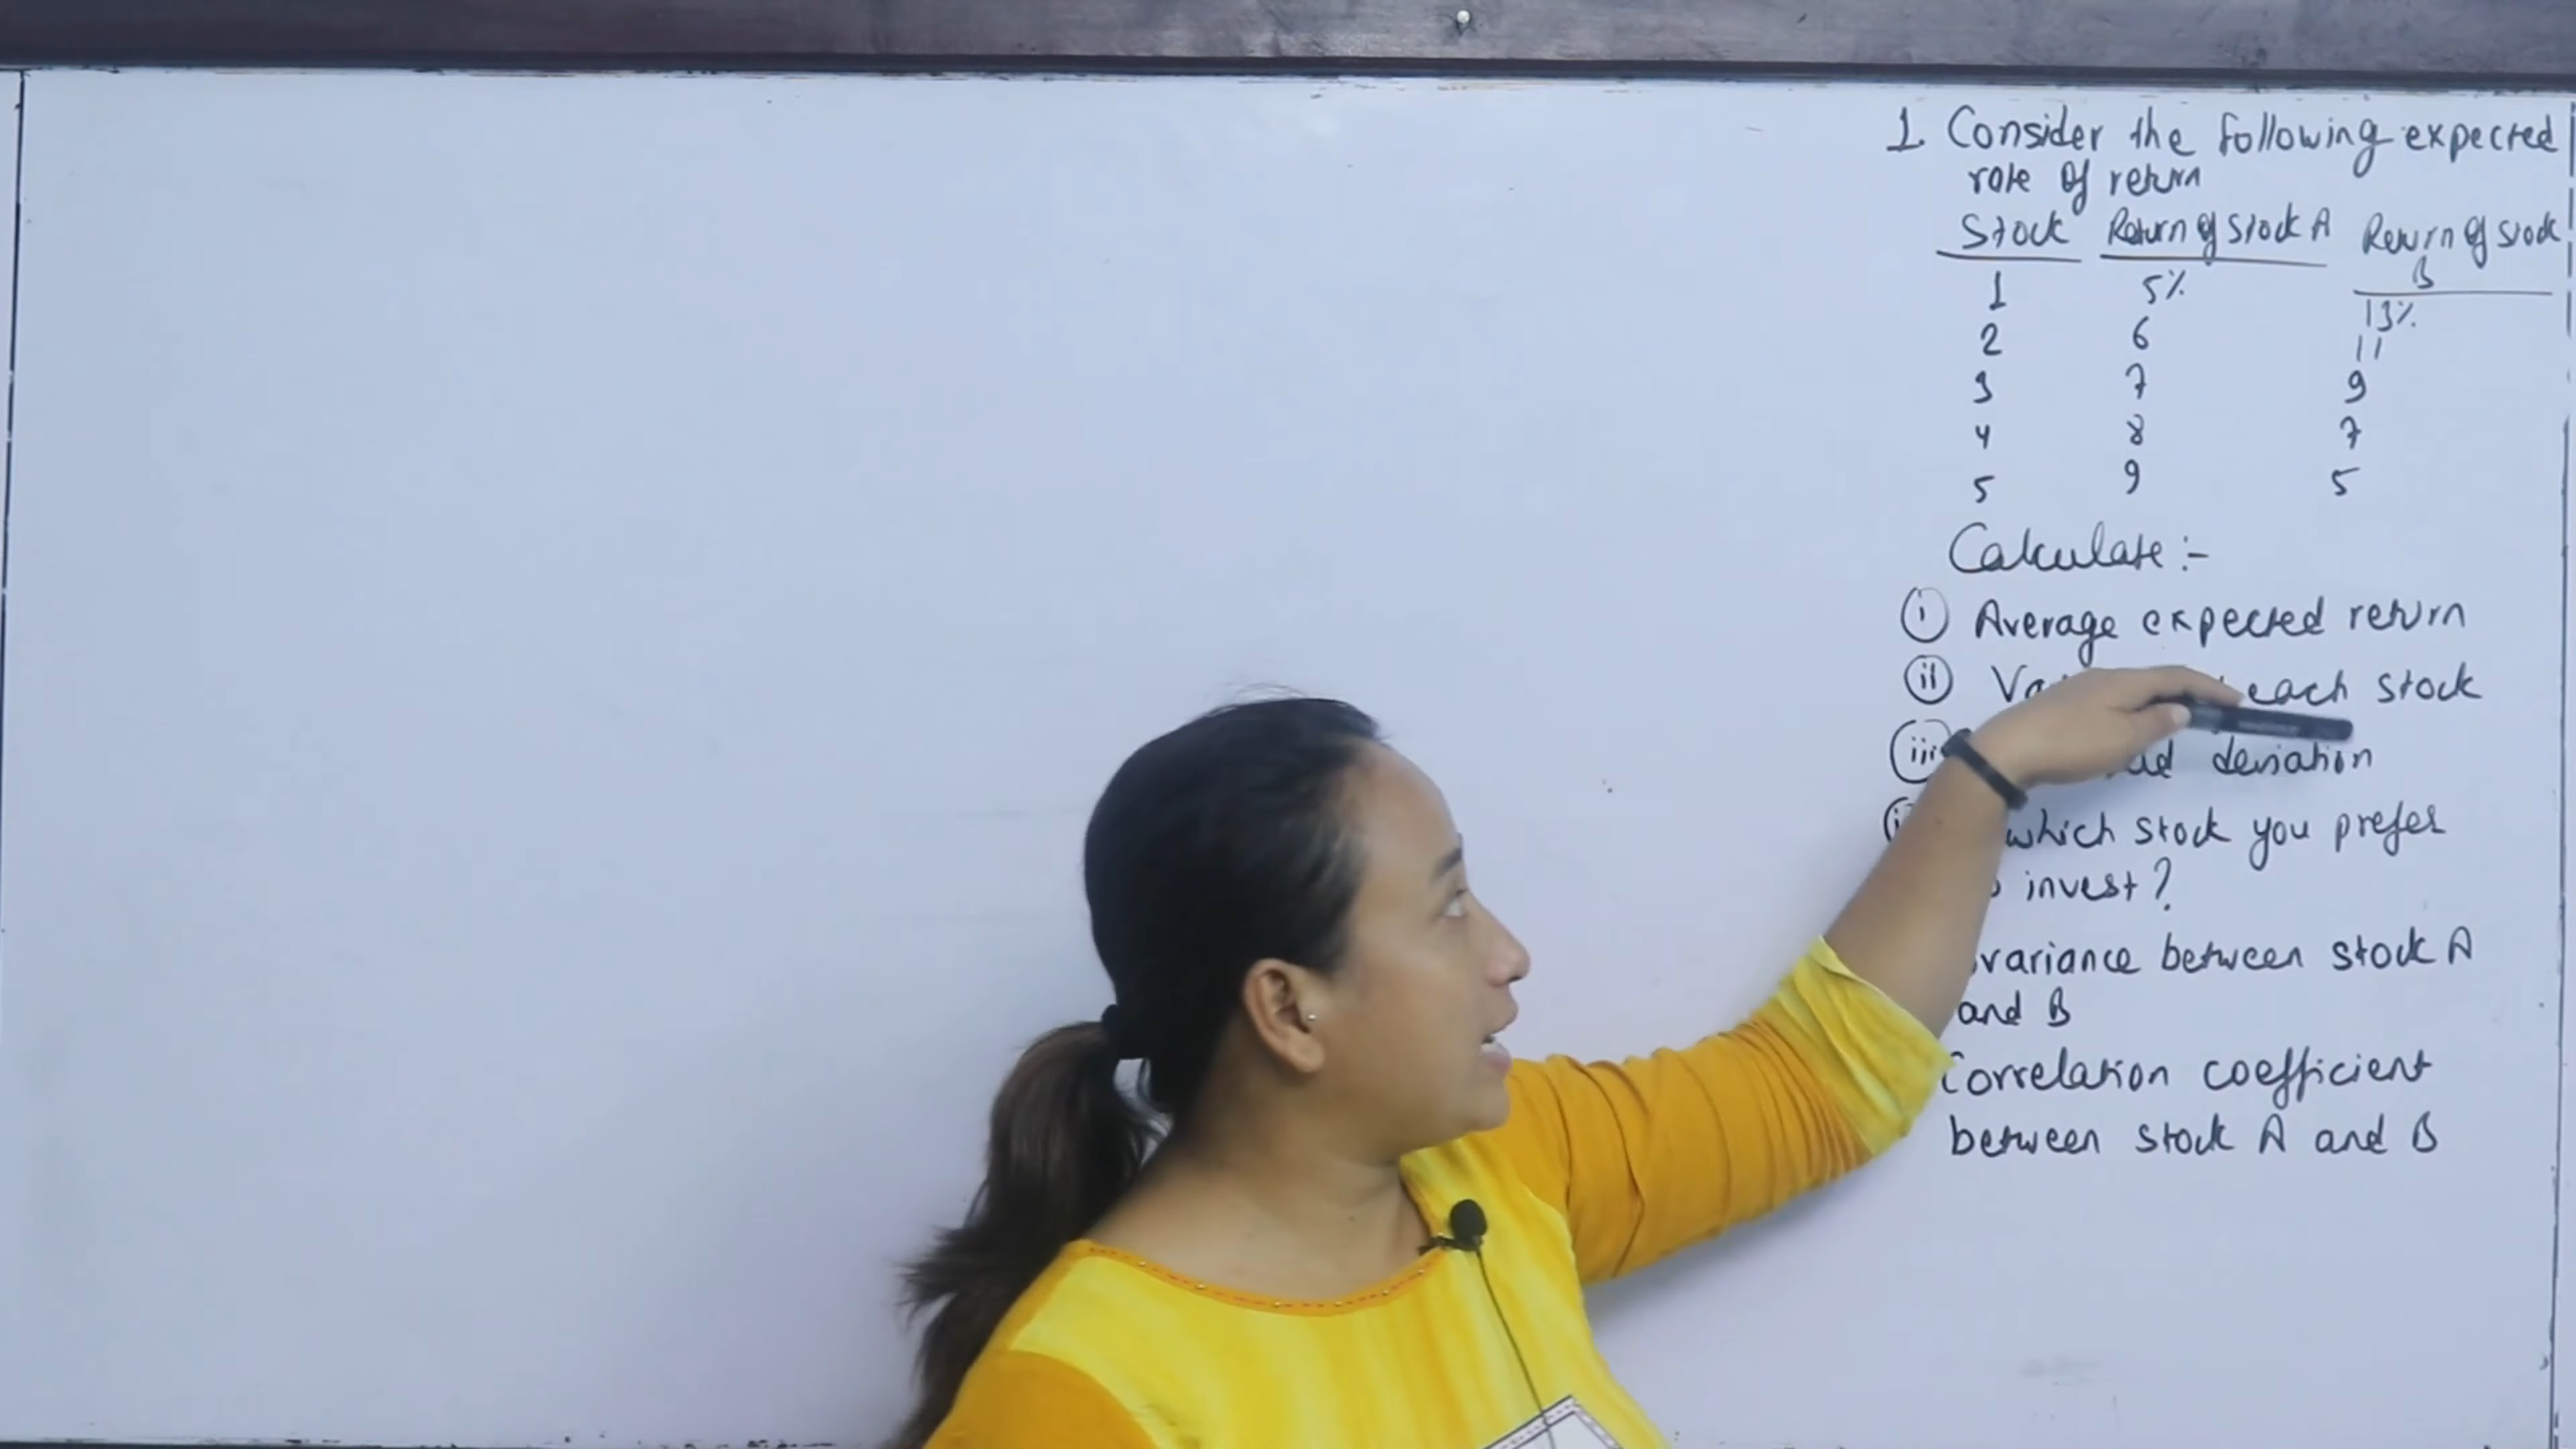 1. Consider the following expected
rate of return
Stock Return of stock A Return of stock
B
1 5% 13%
2 6 11
3 7 9
4 8 7
5 9 5
Calculate :-
(i) Average expected return
(ii) each stock
(iii) deviation
which stock you prefer
invest?
between stock A
and B
Correlation coefficient
between stock A and B